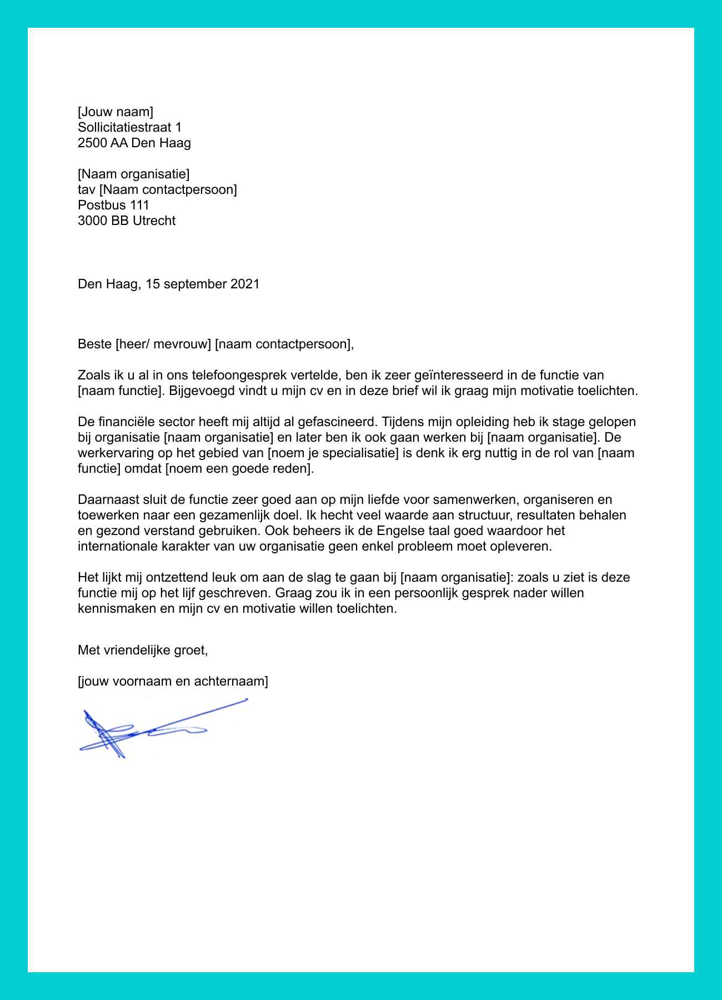 [Jouw naam]
Sollicitatiestraat 1
2500 AA Den Haag
[Naam organisatie]
tav [Naam contactpersoon]
Postbus 111
3000 BB Utrecht
Den Haag, 15 september 2021
Beste [heer/ mevrouw] [naam contactpersoon],
Zoals ik u al in ons telefoongesprek vertelde, ben ik zeer geïnteresseerd in de functie van
[naam functie]. Bijgevoegd vindt u mijn cv en in deze brief wil ik graag mijn motivatie toelichten.
De financiële sector heeft mij altijd al gefascineerd. Tijdens mijn opleiding heb ik stage gelopen
bij organisatie [naam organisatie] en later ben ik ook gaan werken bij [naam organisatie]. De
werkervaring op het gebied van [noem je specialisatie] is denk ik erg nuttig in de rol van [naam
functie] omdat [noem een goede reden].
Daarnaast sluit de functie zeer goed aan op mijn liefde voor samenwerken, organiseren en
toewerken naar een gezamenlijk doel. Ik hecht veel waarde aan structuur, resultaten behalen
en gezond verstand gebruiken. Ook beheers ik de Engelse taal goed waardoor het
internationale karakter van uw organisatie geen enkel probleem moet opleveren.
Het lijkt mij ontzettend leuk om aan de slag te gaan bij [naam organisatie]: zoals u ziet is deze
functie mij op het lijf geschreven. Graag zou ik in een persoonlijk gesprek nader willen
kennismaken en mijn cv en motivatie willen toelichten.
Met vriendelijke groet,
[jouw voornaam en achternaam]